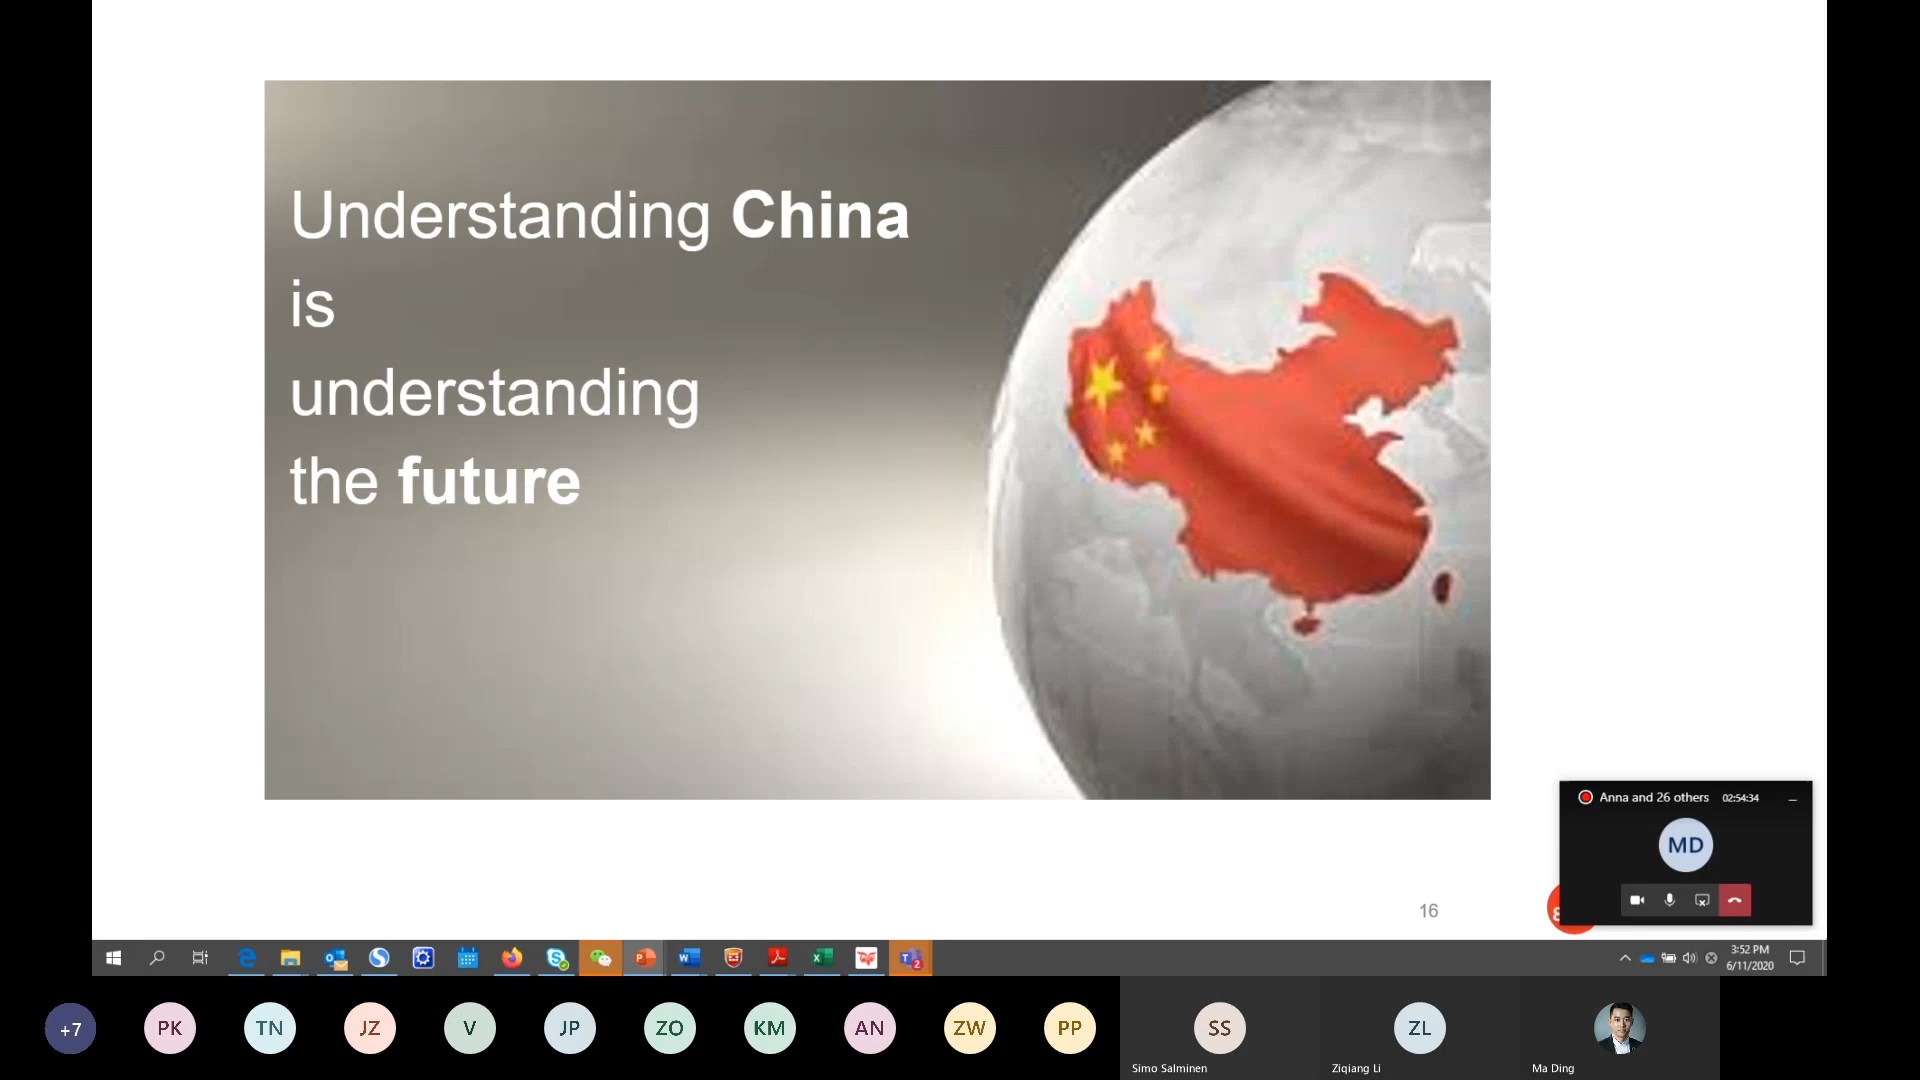 Understanding China
is
understanding
the future
Anna and 26 others 02:54:34
MD
16
3:52 PM
6/11/2020
+7
PK
TN
JZ
V
JP
ZO
KM
AN
ZW
PP
SS
Simo Salminen
ZL
Ziqiang Li
Ma Ding